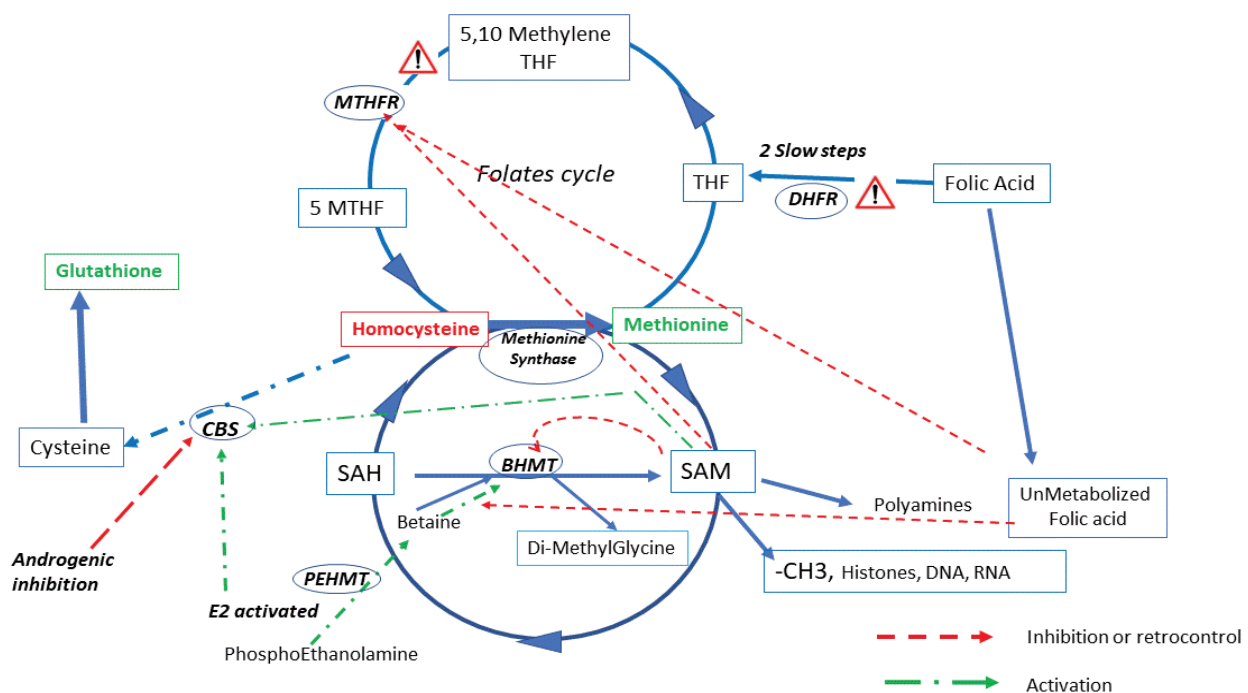 5,10 Methylene
THF
!
MTHFR
2 Slow steps
Folates cycle
THF
Folic Acid
DHFR
!
5 MTHF
Glutathione
Homocysteine
Methionine
Methionine
Synthase
CBS
Cysteine
SAH
BHMT
SAM
Betaine
Polyamines
UnMetabolized
Folic acid
Di-MethylGlycine
Androgenic
inhibition
PEHMT
-CH3, Histones, DNA, RNA
E2 activated
PhosphoEthanolamine
Inhibition or retrocontrol
Activation